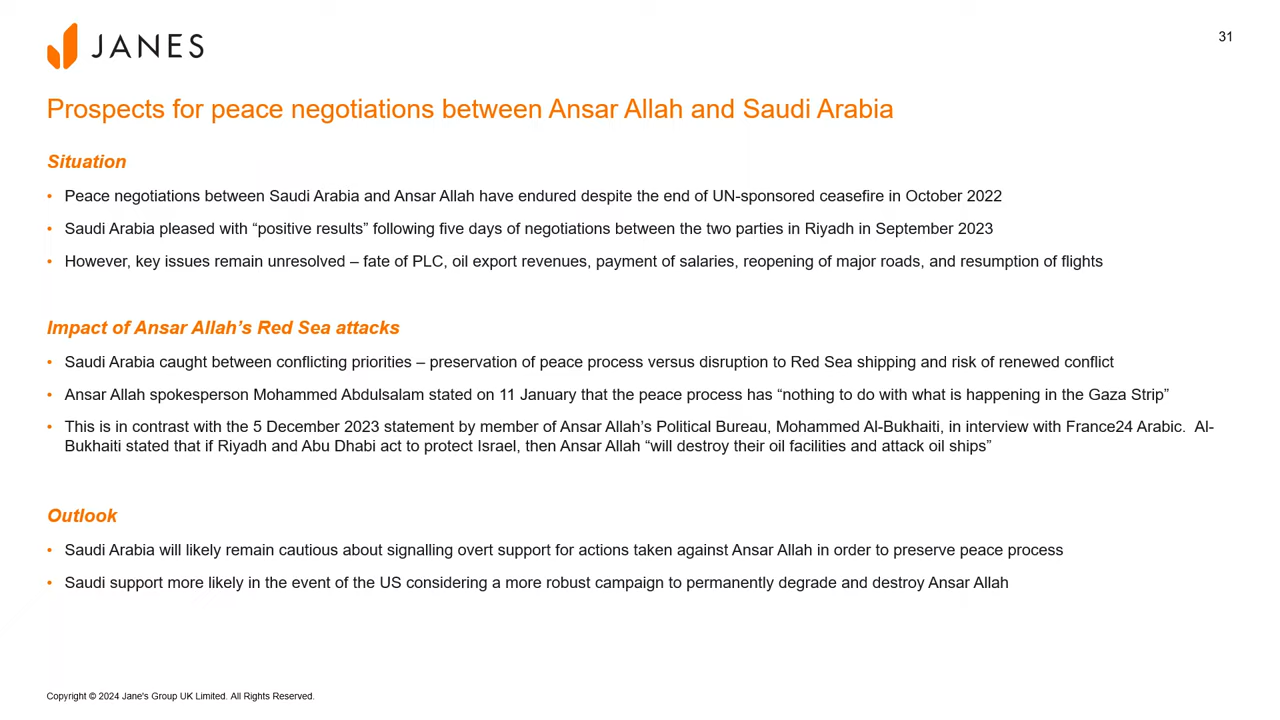 JANES
31
Prospects for peace negotiations between Ansar Allah and Saudi Arabia
Situation
• Peace negotiations between Saudi Arabia and Ansar Allah have endured despite the end of UN-sponsored ceasefire in October 2022
• Saudi Arabia pleased with “positive results” following five days of negotiations between the two parties in Riyadh in September 2023
• However, key issues remain unresolved – fate of PLC, oil export revenues, payment of salaries, reopening of major roads, and resumption of flights
Impact of Ansar Allah’s Red Sea attacks
• Saudi Arabia caught between conflicting priorities – preservation of peace process versus disruption to Red Sea shipping and risk of renewed conflict
• Ansar Allah spokesperson Mohammed Abdulsalam stated on 11 January that the peace process has “nothing to do with what is happening in the Gaza Strip”
• This is in contrast with the 5 December 2023 statement by member of Ansar Allah’s Political Bureau, Mohammed Al-Bukhaiti, in interview with France24 Arabic. Al-
Bukhaiti stated that if Riyadh and Abu Dhabi act to protect Israel, then Ansar Allah “will destroy their oil facilities and attack oil ships”
Outlook
• Saudi Arabia will likely remain cautious about signalling overt support for actions taken against Ansar Allah in order to preserve peace process
• Saudi support more likely in the event of the US considering a more robust campaign to permanently degrade and destroy Ansar Allah
Copyright © 2024 Jane's Group UK Limited. All Rights Reserved.